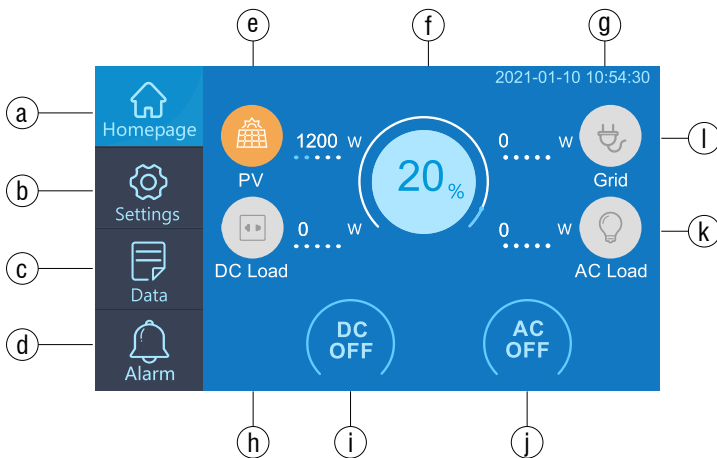 e
f
g
a
b
c
d
Homepage
Settings
Data
Alarm
2021-01-10 10:54:30
1200 W
PV
0 W
DC Load
20 %
0 W
Grid
0 W
AC Load
DC
OFF
AC
OFF
l
k
h
i
j